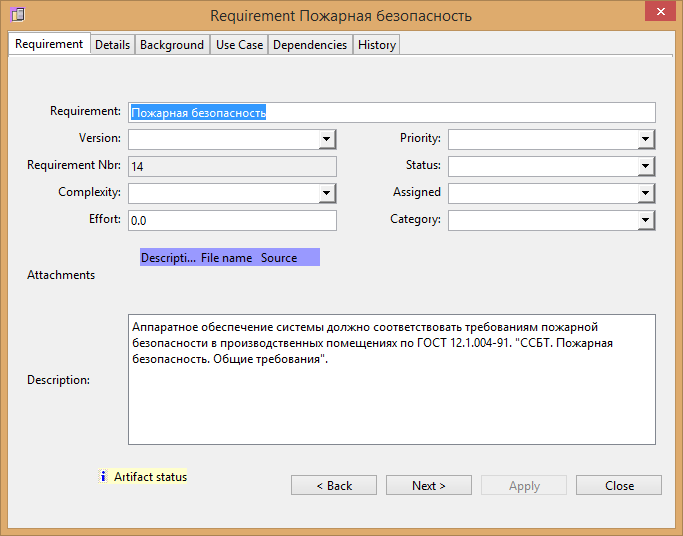 Requirement Пожарная безопасность
Requirement Details Background Use Case Dependencies History
Requirement: Пожарная безопасность
Version: Priority:
Requirement Nbr: 14 Status:
Complexity: Assigned
Effort: 0.0 Category:
Descripti... File name Source
Attachments
Аппаратное обеспечение системы должно соответствовать требованиям пожарной
безопасности в производственных помещениях по ГОСТ 12.1.004-91. "ССБТ. Пожарная
безопасность. Общие требования".
Description:
Artifact status
< Back Next > Apply Close